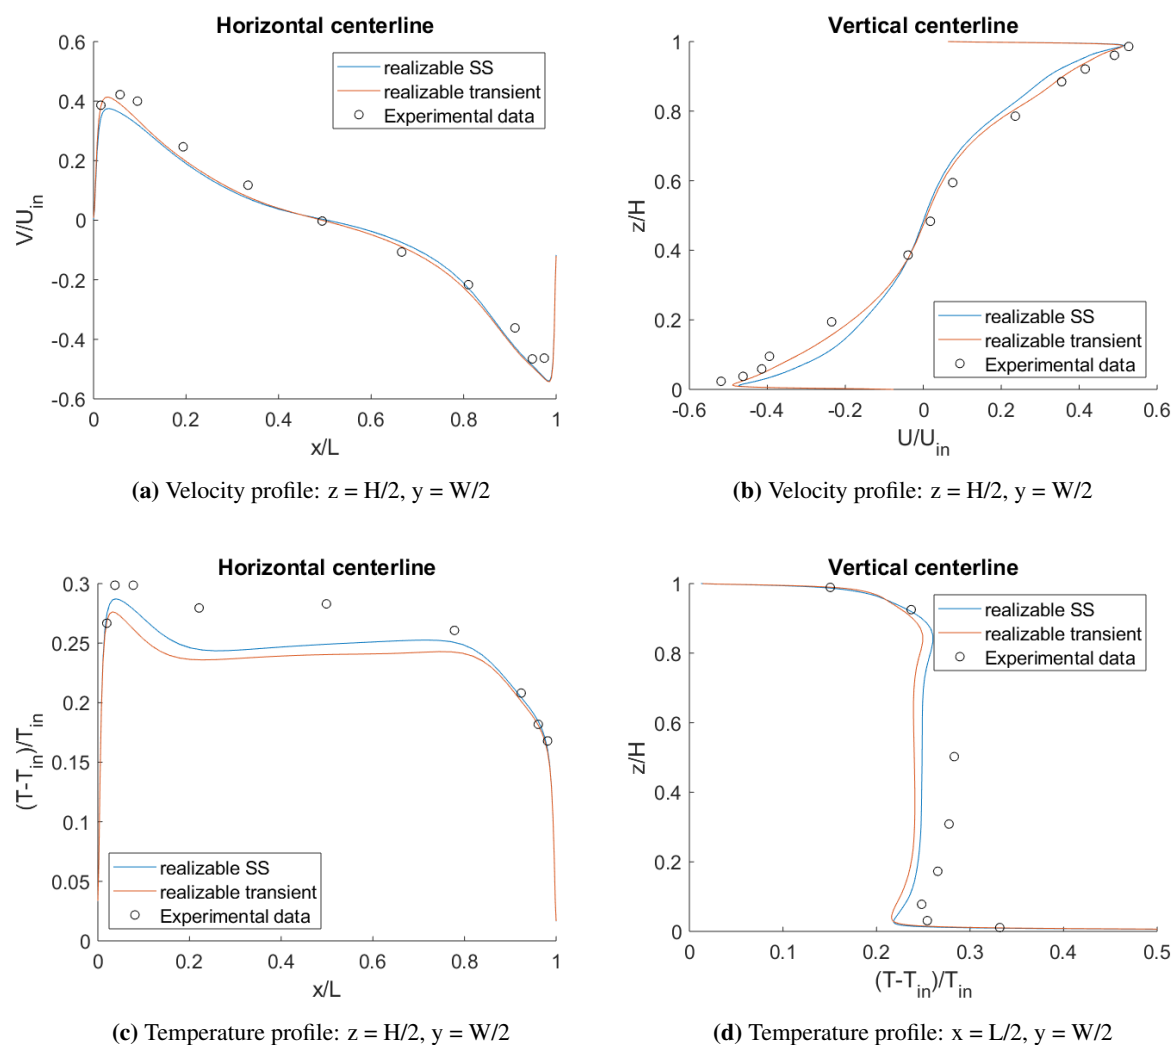 Horizontal centerline
0.6
0.4
0.2
0
-0.2
-0.4
-0.6
V/U_in
0 0.2 0.4 0.6 0.8 1
x/L
realizable SS
realizable transient
Experimental data
(a) Velocity profile: z = H/2, y = W/2
Vertical centerline
1
0.8
0.6
0.4
0.2
0
z/H
-0.6 -0.4 -0.2 0 0.2 0.4 0.6
U/U_in
realizable SS
realizable transient
Experimental data
(b) Velocity profile: z = H/2, y = W/2
Horizontal centerline
0.3
0.25
0.2
0.15
0.1
0.05
0
(T-T_in)/T_in
0 0.2 0.4 0.6 0.8 1
x/L
realizable SS
realizable transient
Experimental data
(c) Temperature profile: z = H/2, y = W/2
Vertical centerline
1
0.8
0.6
0.4
0.2
0
z/H
0 0.1 0.2 0.3 0.4 0.5
(T-T_in)/T_in
realizable SS
realizable transient
Experimental data
(d) Temperature profile: x = L/2, y = W/2